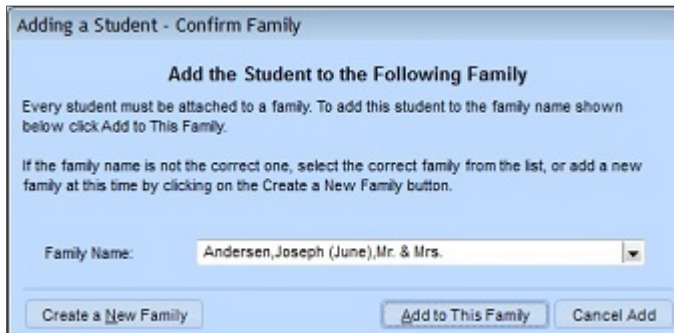 Adding a Student - Confirm Family
Add the Student to the Following Family
Every student must be attached to a family. To add this student to the family name shown
below click Add to This Family.
If the family name is not the correct one, select the correct family from the list, or add a new
family at this time by clicking on the Create a New Family button.
Family Name: Andersen,Joseph (June),Mr. & Mrs.
Create a New Family Add to This Family Cancel Add